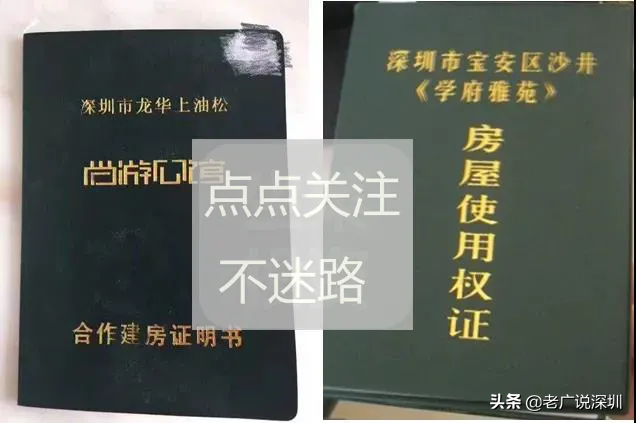 深圳市龙华上油松
尚游公馆
合作建房证明书
深圳市宝安区沙井
《学府雅苑》
房屋使用权证
点点关注
不迷路
头条 @老广说深圳